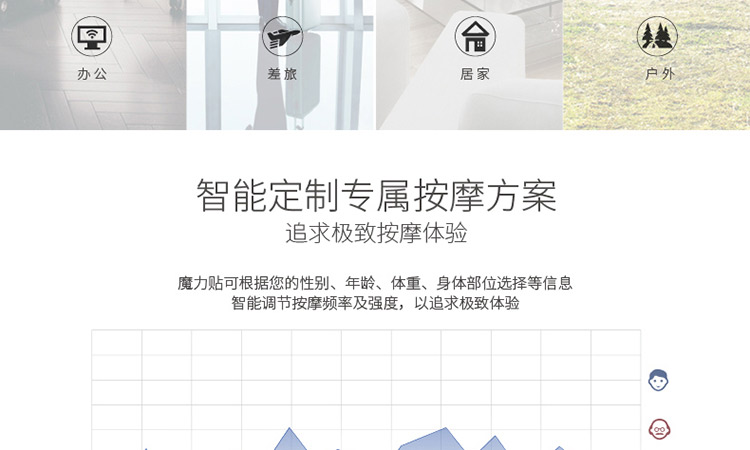 办公 差旅 居家 户外
智能定制专属按摩方案
追求极致按摩体验
魔力贴可根据您的性别、年龄、体重、身体部位选择等信息
智能调节按摩频率及强度，以追求极致体验